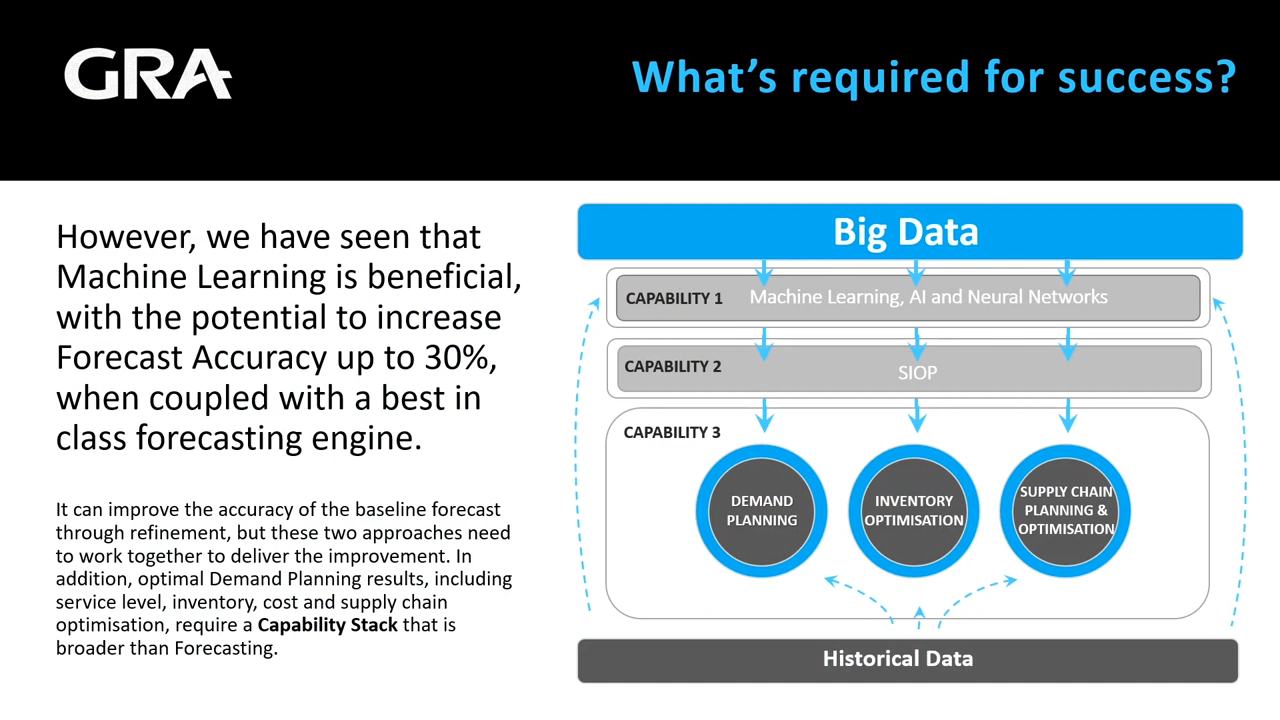 GRA
What's required for success?
However, we have seen that
Machine Learning is beneficial,
with the potential to increase
Forecast Accuracy up to 30%,
when coupled with a best in
class forecasting engine.
It can improve the accuracy of the baseline forecast
through refinement, but these two approaches need
to work together to deliver the improvement. In
addition, optimal Demand Planning results, including
service level, inventory, cost and supply chain
optimisation, require a Capability Stack that is
broader than Forecasting.
Big Data
CAPABILITY 1 Machine Learning, AI and Neural Networks
CAPABILITY 2 SIOP
CAPABILITY 3
DEMAND
PLANNING
INVENTORY
OPTIMISATION
SUPPLY CHAIN
PLANNING &
OPTIMISATION
Historical Data